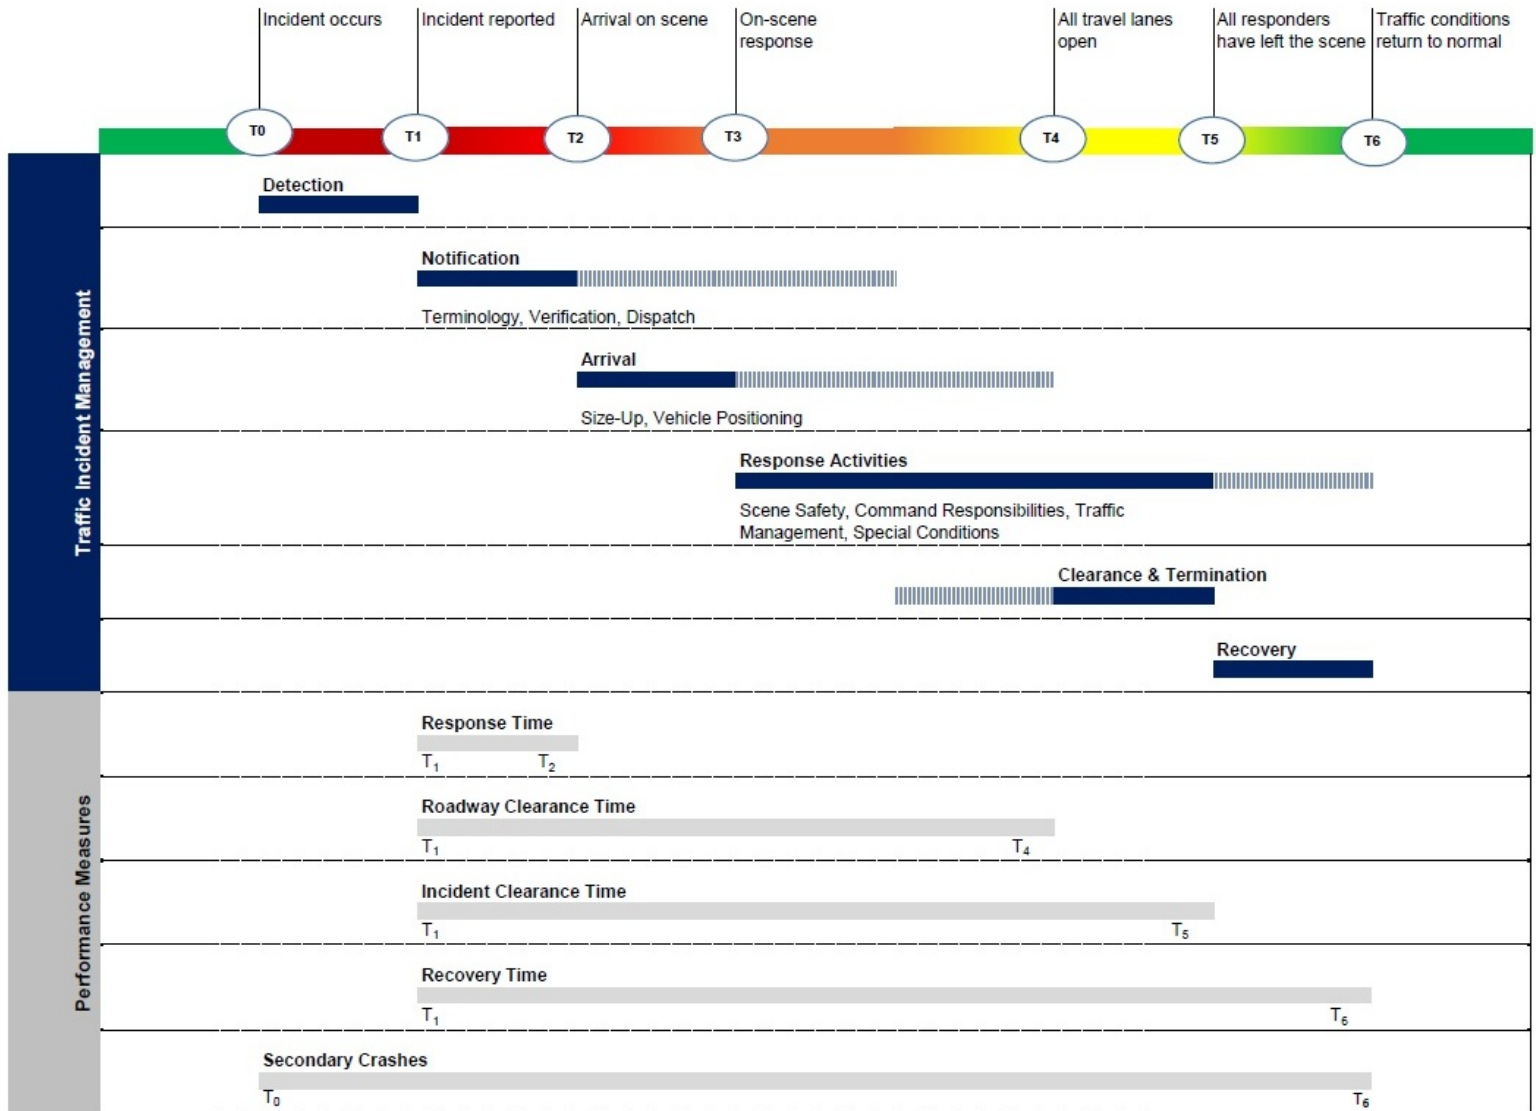 Incident occurs
Incident reported
Arrival on scene
On-scene
response
All travel lanes
open
All responders
have left the scene
Traffic conditions
return to normal
T0
T1
T2
T3
T4
T5
T6
Traffic Incident Management
Detection
Notification
Terminology, Verification, Dispatch
Arrival
Size-Up, Vehicle Positioning
Response Activities
Scene Safety, Command Responsibilities, Traffic
Management, Special Conditions
Clearance & Termination
Recovery
Performance Measures
Response Time
T₁ T₂
Roadway Clearance Time
T₁ T₄
Incident Clearance Time
T₁ T₅
Recovery Time
T₁ T₆
Secondary Crashes
T₀ T₆